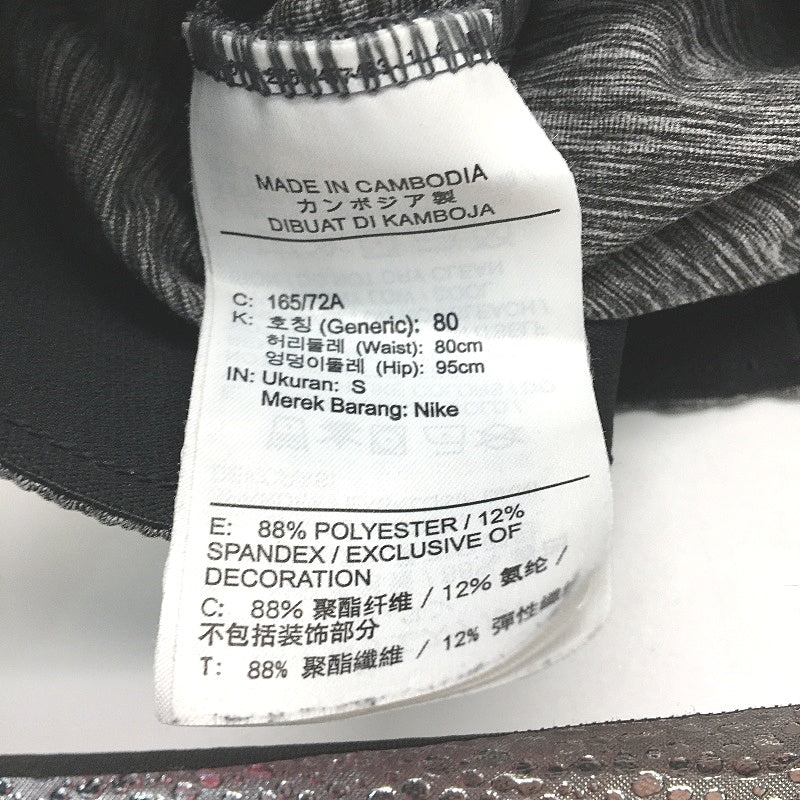 MADE IN CAMBODIA
カンボジア製
DIBUAT DI KAMBOJA
C: 165/72A
K: 호칭 (Generic): 80
허리둘레 (Waist): 80cm
엉덩이둘레 (Hip): 95cm
IN: Ukuran: S
Merek Barang: Nike
E: 88% POLYESTER / 12%
SPANDEX / EXCLUSIVE OF
DECORATION
C: 88% 聚酯纤维 / 12% 氨纶 /
不包括装饰部分
T: 88% 聚酯纖維 / 12% 彈性纖維